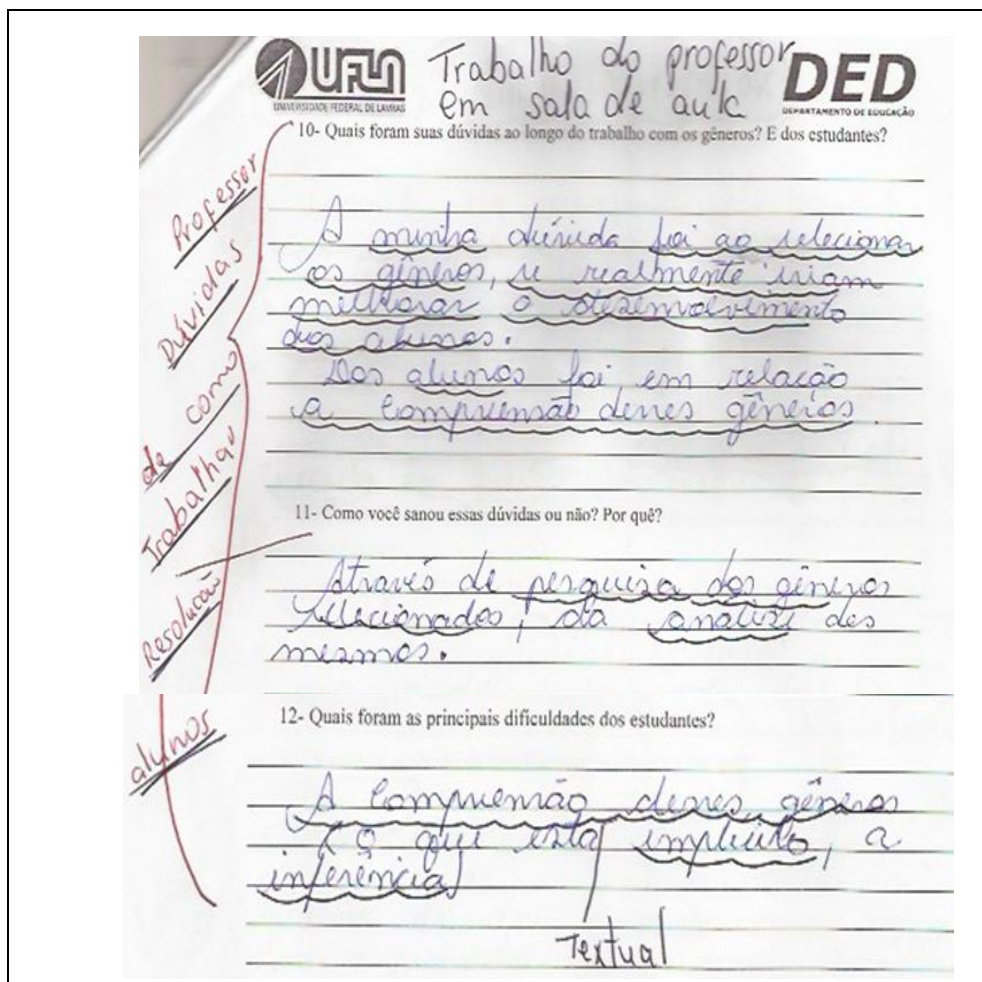 UFLA
UNIVERSIDADE FEDERAL DE LAVRAS
Trabalho do professor
em sala de aula
DED
DEPARTAMENTO DE EDUCAÇÃO
10- Quais foram suas dúvidas ao longo do trabalho com os gêneros? E dos estudantes?
A minha dúvida foi ao selecionar
os gêneros, se realmente iriam
melhorar o desenvolvimento
dos alunos.
Dos alunos foi em relação
a compreensão desses gêneros
Professor
Dúvidas
de como
Trabalhar
Resolução
11- Como você sanou essas dúvidas ou não? Por quê?
Através de pesquisa dos gêneros
selecionados, da análise dos
mesmos.
alunos
12- Quais foram as principais dificuldades dos estudantes?
A compreensão desses gêneros
(o que está implícito, a
inferência)
Textual